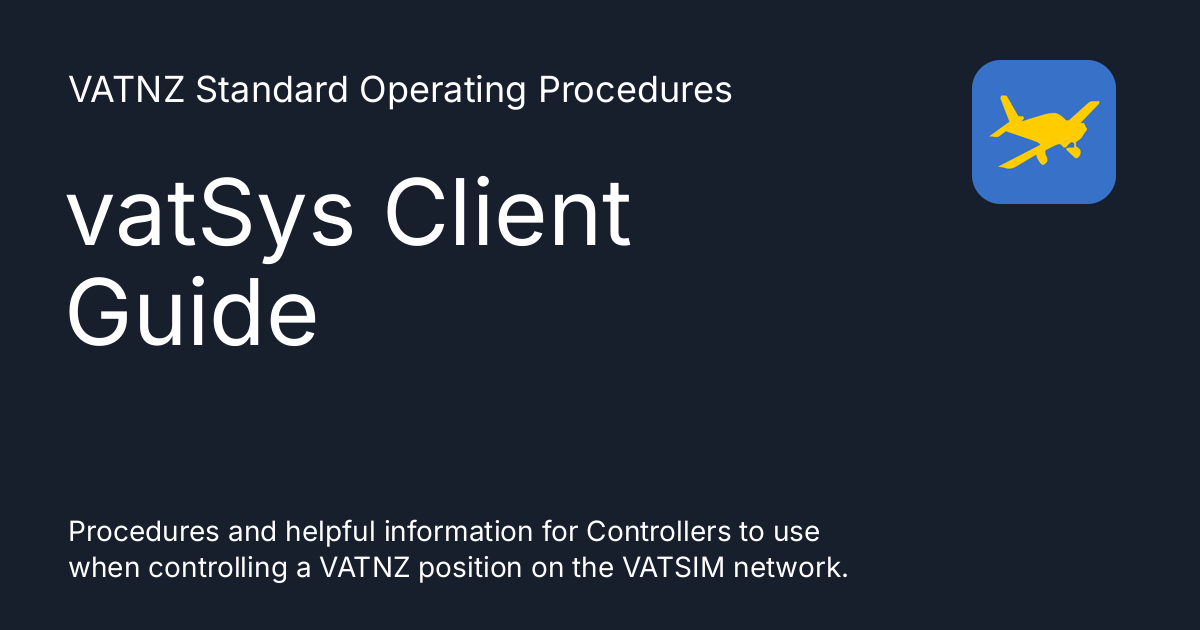 VATNZ Standard Operating Procedures
vatSys Client
Guide
Procedures and helpful information for Controllers to use
when controlling a VATNZ position on the VATSIM network.